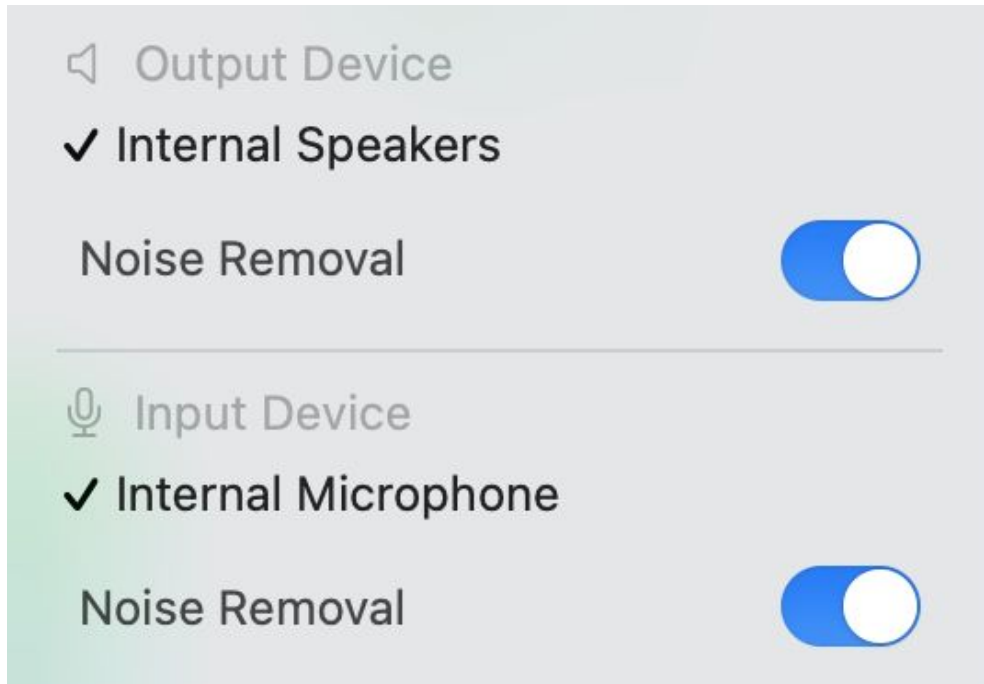 Output Device
Internal Speakers
Noise Removal
Input Device
Internal Microphone
Noise Removal